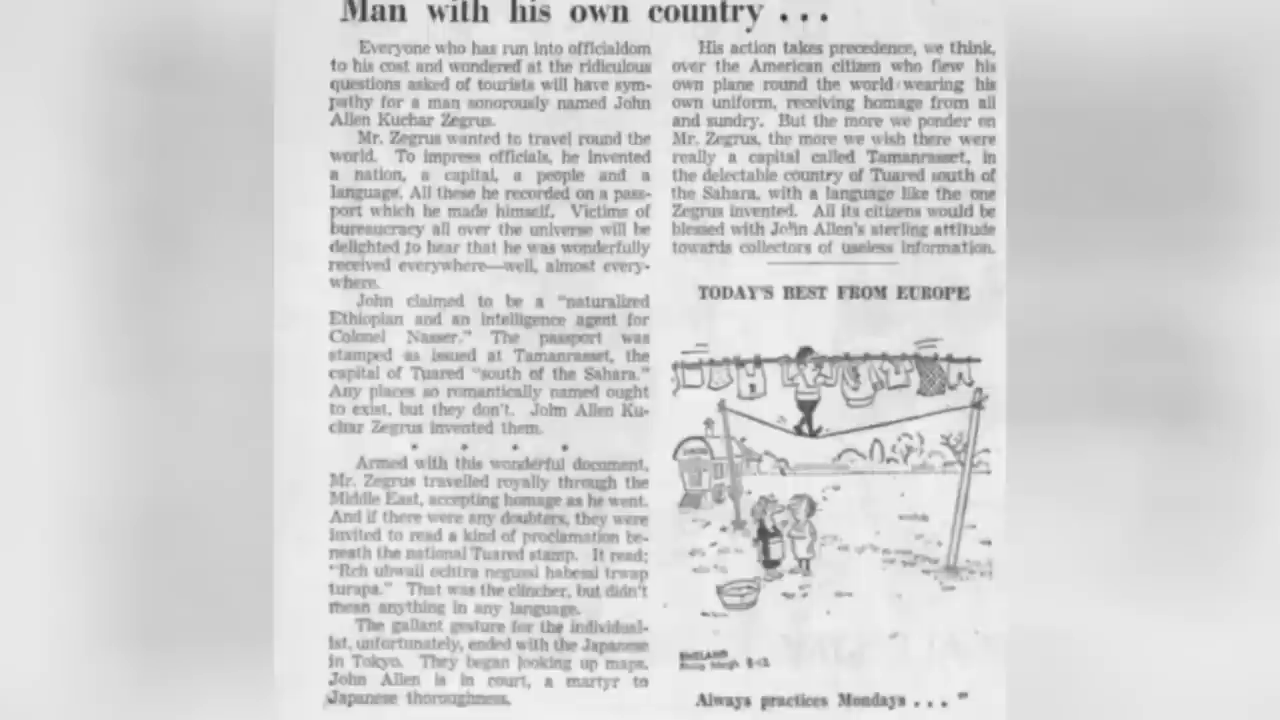 Man with his own country . . .
Everyone who has run into officialdom
to his cost and wondered at the ridiculous
questions asked of tourists will have sym-
pathy for a man sonorously named John
Allen Kuchar Zegrus.
Mr. Zegrus wanted to travel round the
world. To impress officials, he invented
a nation, a capital, a people and a
language. All these he recorded on a pass-
port which he made himself. Victims of
bureaucracy all over the universe will be
delighted to hear that he was wonderfully
received everywhere—well, almost every-
where.
John claimed to be a "naturalized
Ethiopian and an intelligence agent for
Colonel Nasser." The passport was
stamped as issued at Tamanrasset, the
capital of Tuared "south of the Sahara."
Any places so romantically named ought
to exist, but they don't. John Allen Ku-
char Zegrus invented them.
Armed with this wonderful document,
Mr. Zegrus travelled royally through the
Middle East, accepting homage as he went.
And if there were any doubters, they were
invited to read a kind of proclamation be-
neath the national Tuared stamp. It read;
"Rch ubwaii ochtra negussi habessi trwap
turapa." That was the clincher, but didn't
mean anything in any language.
The gallant gesture for the individual-
ist, unfortunately, ended with the Japanese
in Tokyo. They began looking up maps.
John Allen is in court, a martyr to
Japanese thoroughness.
His action takes precedence, we think,
over the American citizen who flew his
own plane round the world wearing his
own uniform, receiving homage from all
and sundry. But the more we ponder on
Mr. Zegrus, the more we wish there were
really a capital called Tamanrasset, in
the delectable country of Tuared south of
the Sahara, with a language like the one
Zegrus invented. All its citizens would be
blessed with John Allen's sterling attitude
towards collectors of useless information.
TODAY'S BEST FROM EUROPE
ENGLAND
Always practices Mondays . . . "